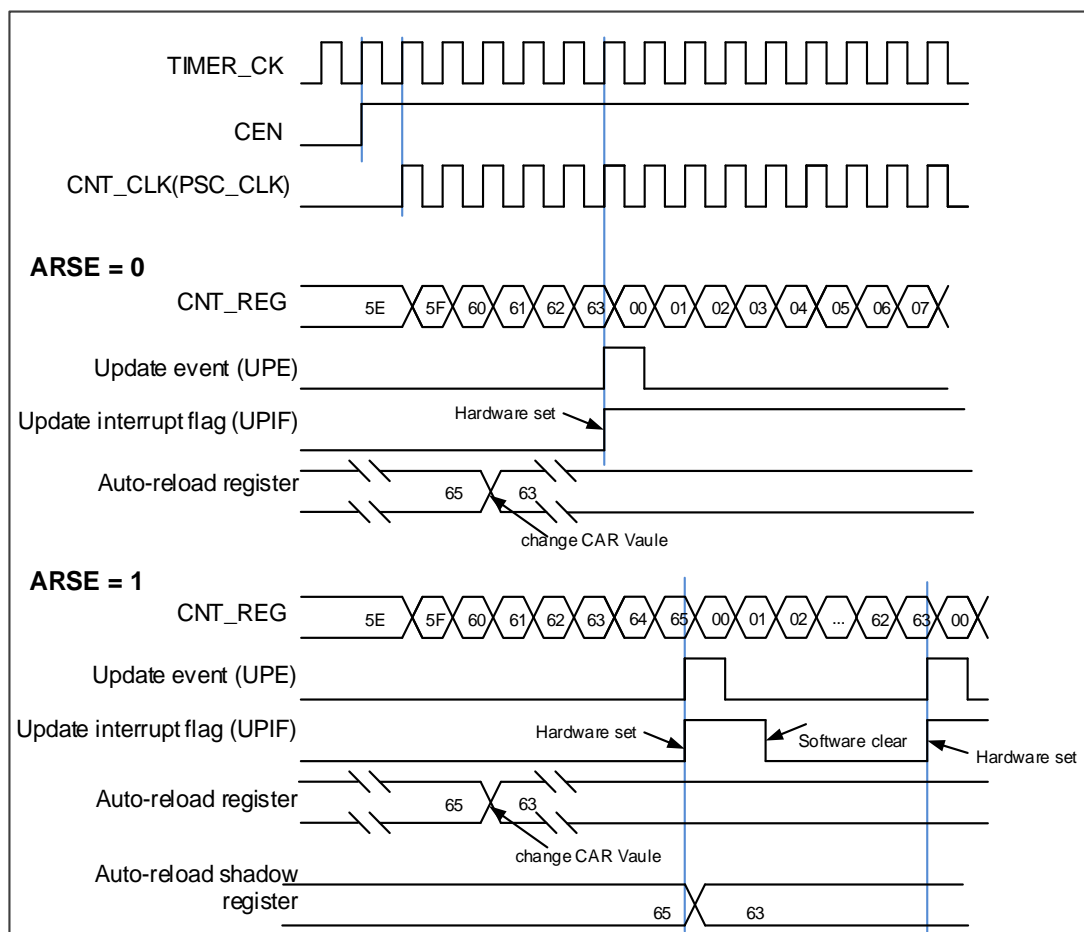 TIMER_CK
CEN
CNT_CLK(PSC_CLK)
ARSE = 0
CNT_REG 5E 5F 60 61 62 63 00 01 02 03 04 05 06 07
Update event (UPE)
Hardware set
Update interrupt flag (UPIF)
Auto-reload register
65 63
change CAR Vaule
ARSE = 1
CNT_REG 5E 5F 60 61 62 63 64 65 00 01 02 ... 62 63 00
Update event (UPE)
Update interrupt flag (UPIF) Hardware set Software clear Hardware set
Auto-reload register
65 63
change CAR Vaule
Auto-reload shadow
register
65 63